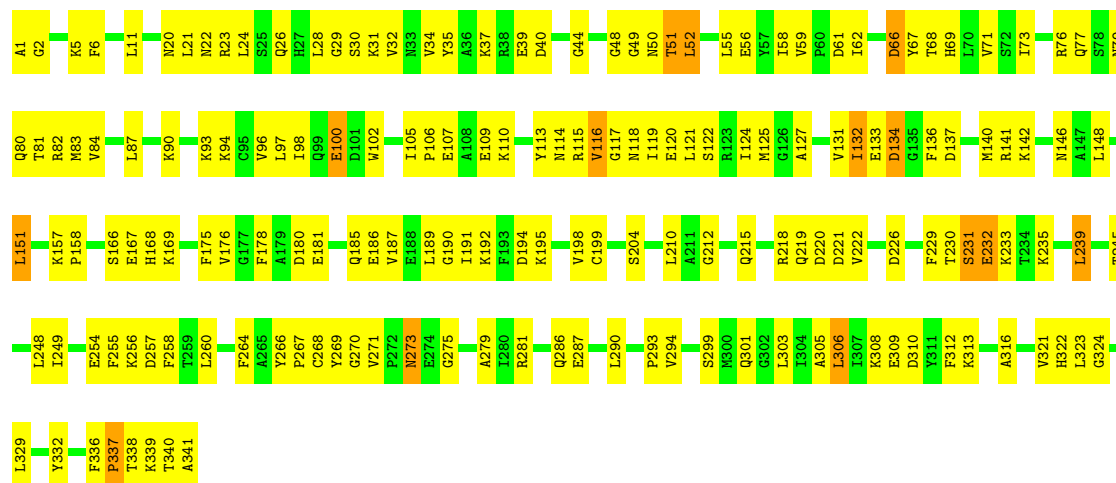 A1 G2 K5 F6 L11 N20 L21 N22 R23 L24 S25 Q26 H27 L28 G29 S30 K31 V32 N33 V34 Y35 A36 K37 R38 E39 D40 G44 G48 G49 N50 T51 L52 L55 E56 Y57 I58 V59 P60 D61 I62 D66 Y67 T68 H69 L70 V71 S72 I73 R76 Q77 S78
Q80 T81 R82 M83 V84 L87 K90 K93 K94 C95 V96 L97 I98 Q99 E100 D101 W102 I105 P106 E107 A108 E109 K110 Y113 N114 R115 V116 G117 N118 I119 E120 L121 S122 R123 I124 M125 G126 A127 V131 I132 E133 D134 G135 F136 D137 M140 R141 K142 N146 A147 L148
L151 K157 P158 S166 E167 H168 K169 F175 V176 G177 F178 A179 D180 E181 Q185 E186 V187 E188 L189 G190 I191 K192 F193 D194 K195 V198 C199 S204 L210 A211 G212 Q215 R218 Q219 D220 D221 V222 D226 F229 T230 S231 E232 K233 T234 K235 L239
L248 I249 E254 F255 K256 D257 F258 T259 L260 F264 A265 Y266 P267 C268 Y269 G270 V271 P272 N273 E274 G275 A279 I280 R281 Q286 E287 L290 P293 V294 S299 M300 Q301 G302 L303 I304 A305 L306 I307 K308 E309 D310 Y311 F312 K313 A316 V321 H322 L323 G324
L329 Y332 F336 P337 T338 K339 T340 A341